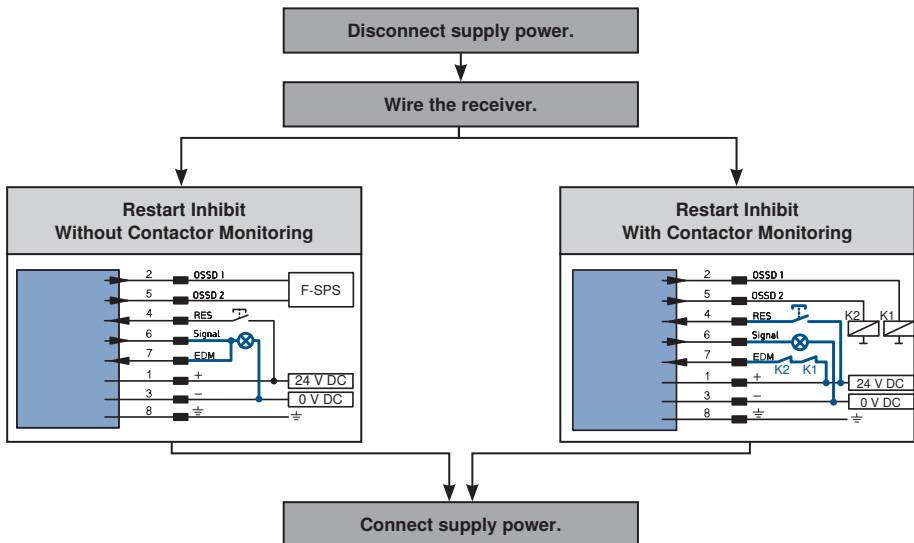 Disconnect supply power.
Wire the receiver.
Restart Inhibit
Without Contactor Monitoring
2 OSSD 1
5 OSSD 2
F-SPS
4 RES
6 Signal
7 EDM
1 +
24 V DC
3 −
0 V DC
8
Restart Inhibit
With Contactor Monitoring
2 OSSD 1
5 OSSD 2
4 RES
K2 K1
6 Signal
7 EDM
K2 K1
1 +
24 V DC
3 −
0 V DC
8
Connect supply power.